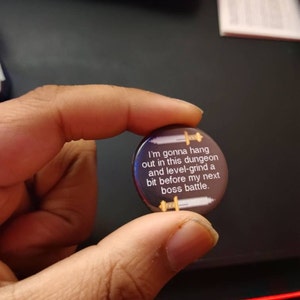 I'm gonna hang
out in this dungeon
and level-grind a
bit before my next
boss battle.